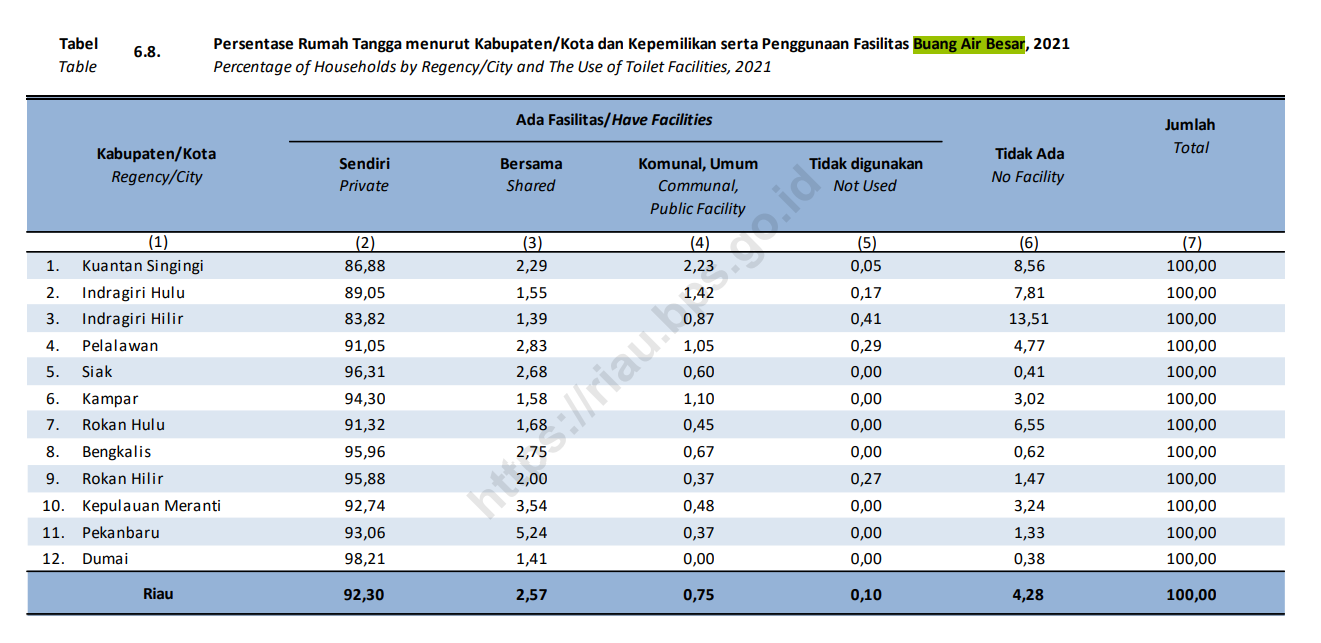 Tabel 6.8. Persentase Rumah Tangga menurut Kabupaten/Kota dan Kepemilikan serta Penggunaan Fasilitas Buang Air Besar, 2021
Table Percentage of Households by Regency/City and The Use of Toilet Facilities, 2021
Kabupaten/Kota
Regency/City
Ada Fasilitas/Have Facilities
Sendiri
Private
Bersama
Shared
Komunal, Umum
Communal,
Public Facility
Tidak digunakan
Not Used
Tidak Ada
No Facility
Jumlah
Total
(1) (2) (3) (4) (5) (6) (7)
1. Kuantan Singingi 86,88 2,29 2,23 0,05 8,56 100,00
2. Indragiri Hulu 89,05 1,55 1,42 0,17 7,81 100,00
3. Indragiri Hilir 83,82 1,39 0,87 0,41 13,51 100,00
4. Pelalawan 91,05 2,83 1,05 0,29 4,77 100,00
5. Siak 96,31 2,68 0,60 0,00 0,41 100,00
6. Kampar 94,30 1,58 1,10 0,00 3,02 100,00
7. Rokan Hulu 91,32 1,68 0,45 0,00 6,55 100,00
8. Bengkalis 95,96 2,75 0,67 0,00 0,62 100,00
9. Rokan Hilir 95,88 2,00 0,37 0,27 1,47 100,00
10. Kepulauan Meranti 92,74 3,54 0,48 0,00 3,24 100,00
11. Pekanbaru 93,06 5,24 0,37 0,00 1,33 100,00
12. Dumai 98,21 1,41 0,00 0,00 0,38 100,00
Riau 92,30 2,57 0,75 0,10 4,28 100,00
https://riau.bps.go.id